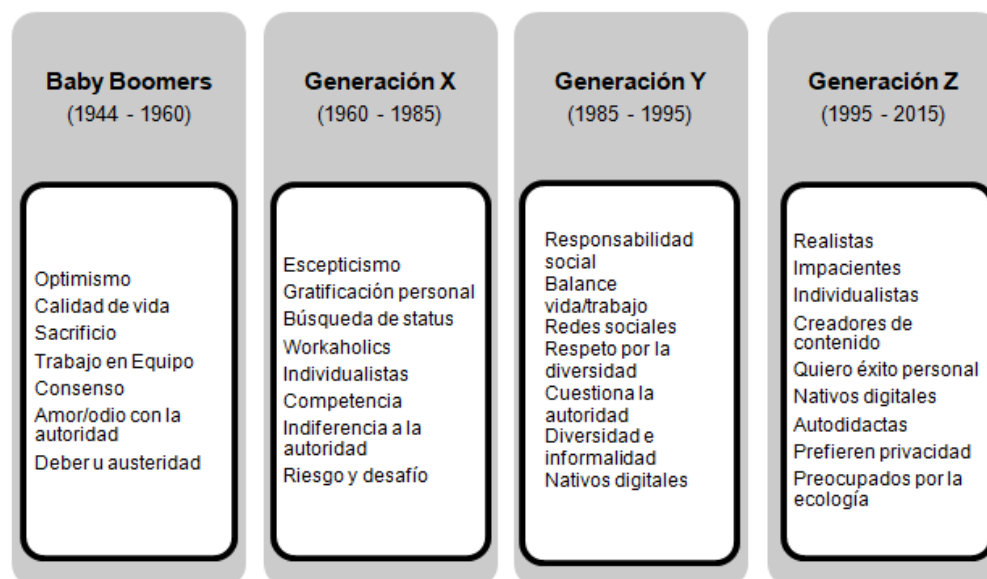 Baby Boomers
(1944 - 1960)
Optimismo
Calidad de vida
Sacrificio
Trabajo en Equipo
Consenso
Amor/odio con la
autoridad
Deber u austeridad
Generación X
(1960 - 1985)
Escepticismo
Gratificación personal
Búsqueda de status
Workaholics
Individualistas
Competencia
Indiferencia a la
autoridad
Riesgo y desafío
Generación Y
(1985 - 1995)
Responsabilidad
social
Balance
vida/trabajo
Redes sociales
Respeto por la
diversidad
Cuestiona la
autoridad
Diversidad e
informalidad
Nativos digitales
Generación Z
(1995 - 2015)
Realistas
Impacientes
Individualistas
Creadores de
contenido
Quiero éxito personal
Nativos digitales
Autodidactas
Prefieren privacidad
Preocupados por la
ecología